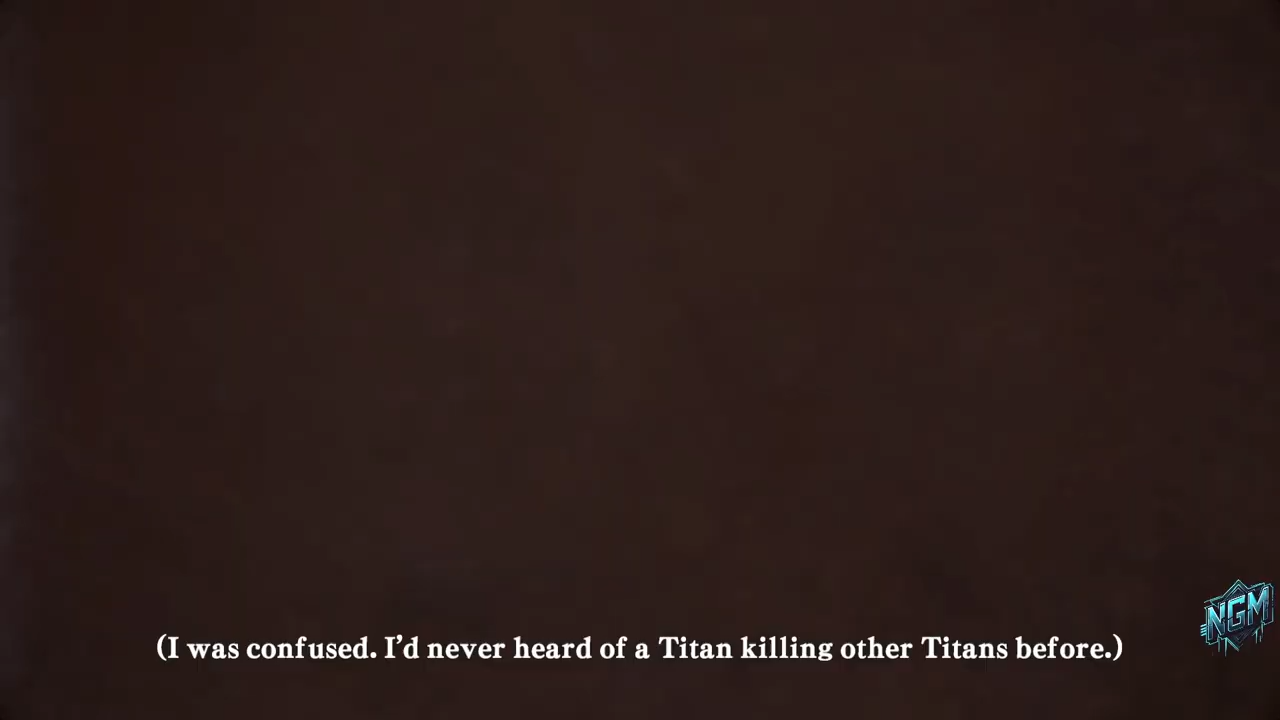 (I was confused. I’d never heard of a Titan killing other Titans before.)
NGM